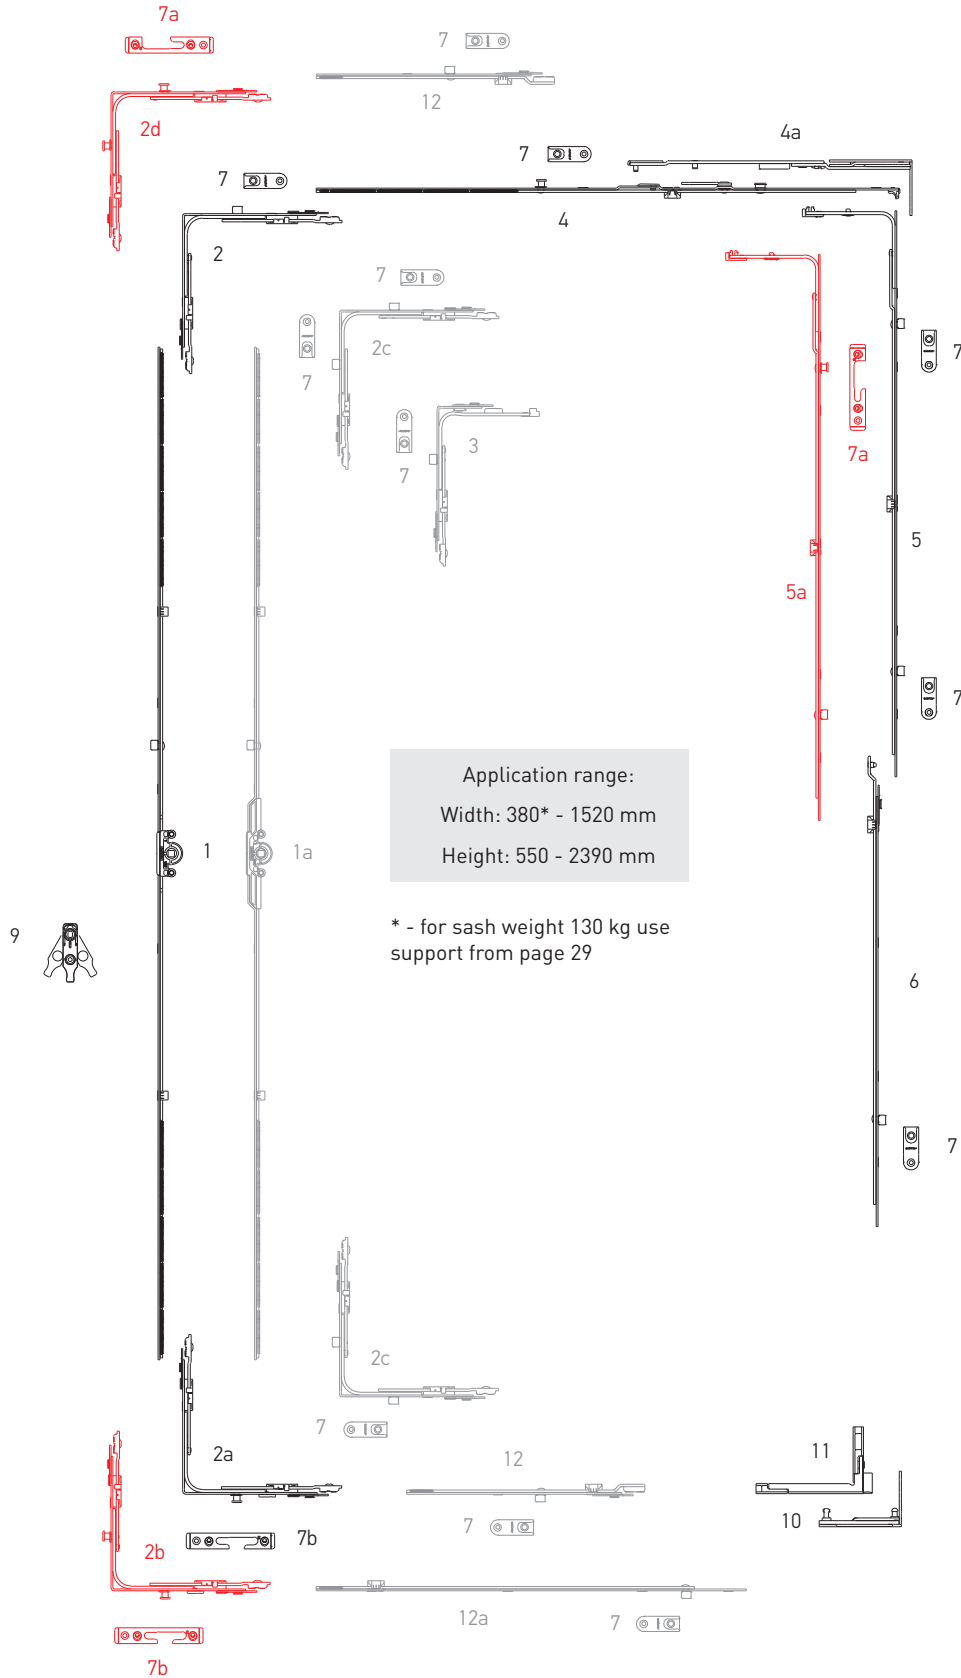 7a
7
12
2d
4a
7
7
4
2
7
2c
7
7
3
7
7a
5
5a
7
Application range:
Width: 380* - 1520 mm
Height: 550 - 2390 mm
1
1a
* - for sash weight 130 kg use
support from page 29
9
6
7
2c
7
2a
12
11
7
10
7b
2b
12a
7
7b